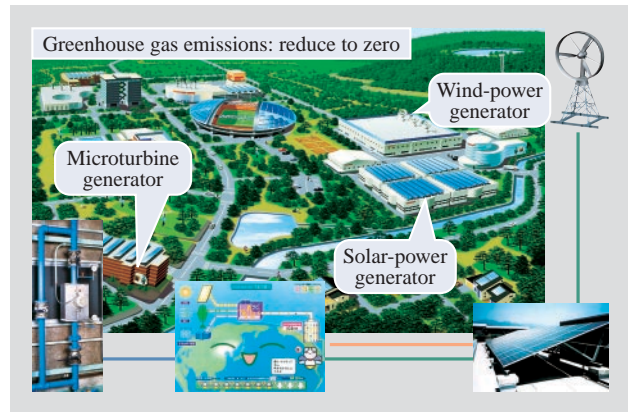 Greenhouse gas emissions: reduce to zero
Wind-power
generator
Microturbine
generator
Solar-power
generator